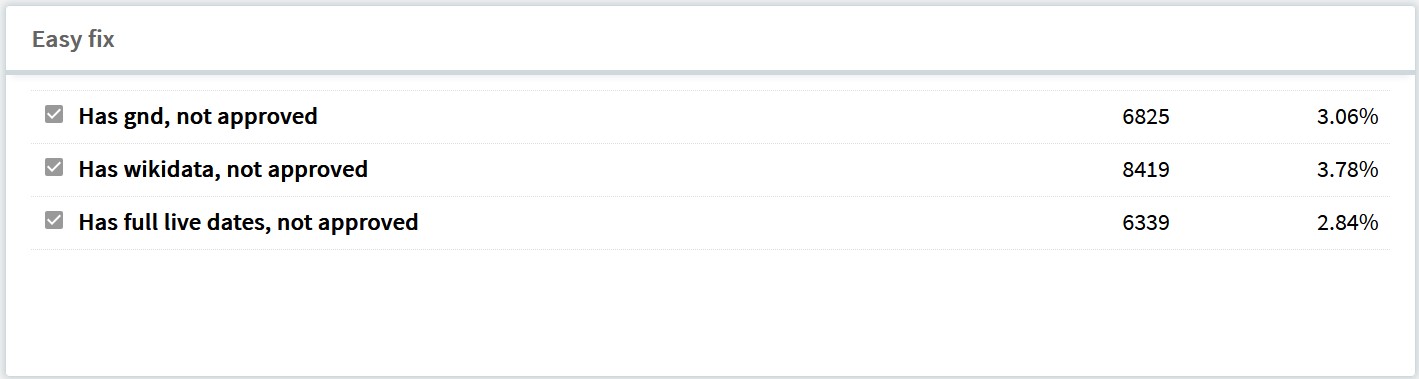 Easy fix
Has gnd, not approved 6825 3.06%
Has wikidata, not approved 8419 3.78%
Has full live dates, not approved 6339 2.84%